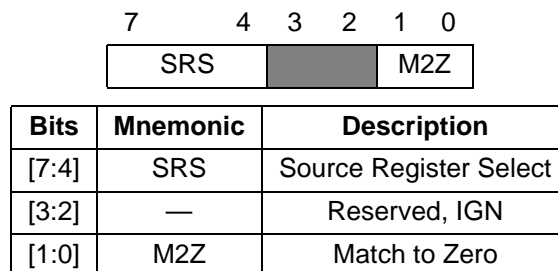 7 4 3 2 1 0
SRS M2Z
Bits Mnemonic Description
[7:4] SRS Source Register Select
[3:2] — Reserved, IGN
[1:0] M2Z Match to Zero